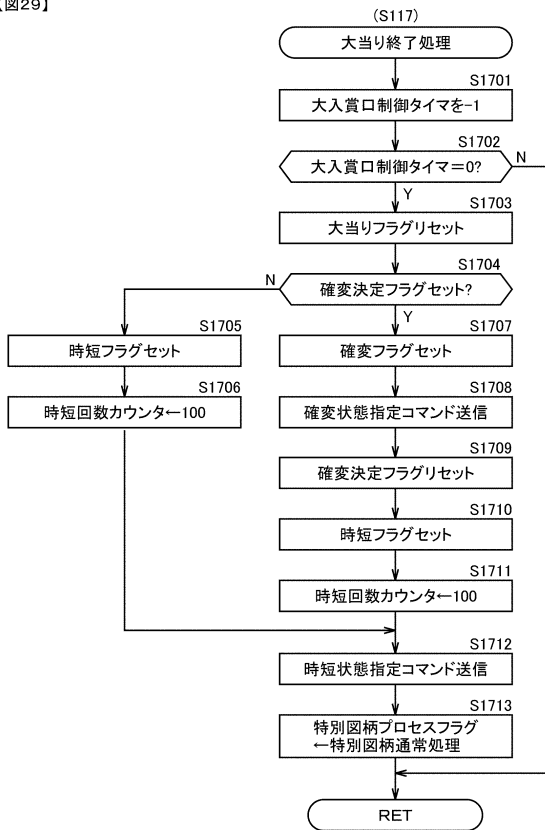 【図29】
(S117)
大当り終了処理
S1701
大入賞口制御タイマを-1
S1702
大入賞口制御タイマ=0?
N
Y
S1703
大当りフラグリセット
S1704
N
確変決定フラグセット?
Y
S1705
時短フラグセット
S1706
時短回数カウンタ←100
S1707
確変フラグセット
S1708
確変状態指定コマンド送信
S1709
確変決定フラグリセット
S1710
時短フラグセット
S1711
時短回数カウンタ←100
S1712
時短状態指定コマンド送信
S1713
特別図柄プロセスフラグ
←特別図柄通常処理
RET